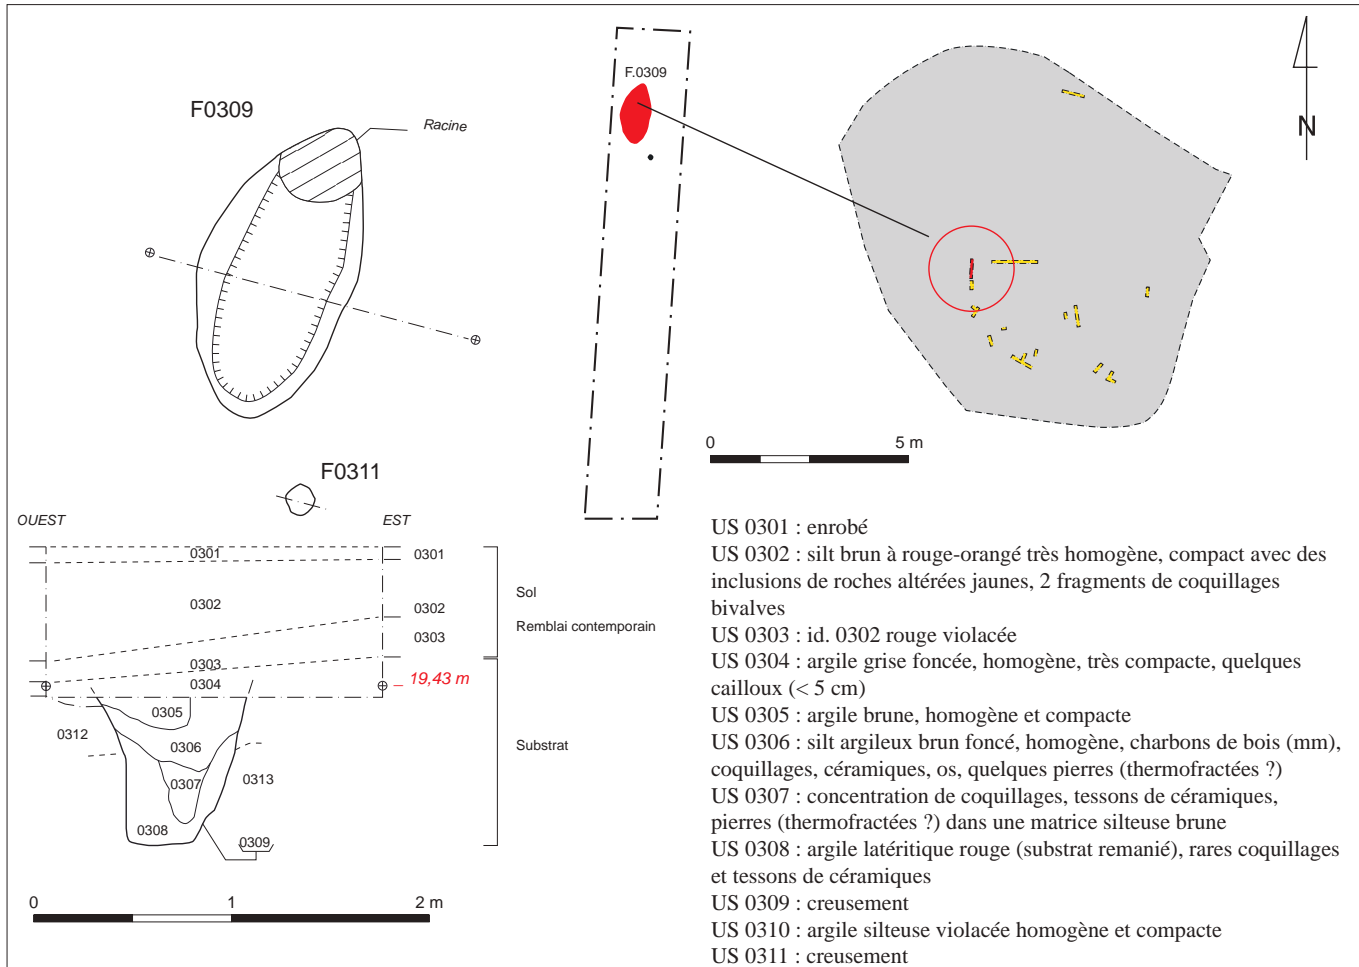 F0309
Racine
F.0309
N
0 5 m
F0311
OUEST
EST
0301
0301
0302
0302
0303
0303
0304
19,43 m
0305
0312
0306
0307
0313
0308
0309
Sol
Remblai contemporain
Substrat
0 1 2 m
US 0301 : enrobé
US 0302 : silt brun à rouge-orangé très homogène, compact avec des
inclusions de roches altérées jaunes, 2 fragments de coquillages
bivalves
US 0303 : id. 0302 rouge violacée
US 0304 : argile grise foncée, homogène, très compacte, quelques
cailloux (< 5 cm)
US 0305 : argile brune, homogène et compacte
US 0306 : silt argileux brun foncé, homogène, charbons de bois (mm),
coquillages, céramiques, os, quelques pierres (thermofractées ?)
US 0307 : concentration de coquillages, tessons de céramiques,
pierres (thermofractées ?) dans une matrice silteuse brune
US 0308 : argile latéritique rouge (substrat remanié), rares coquillages
et tessons de céramiques
US 0309 : creusement
US 0310 : argile silteuse violacée homogène et compacte
US 0311 : creusement